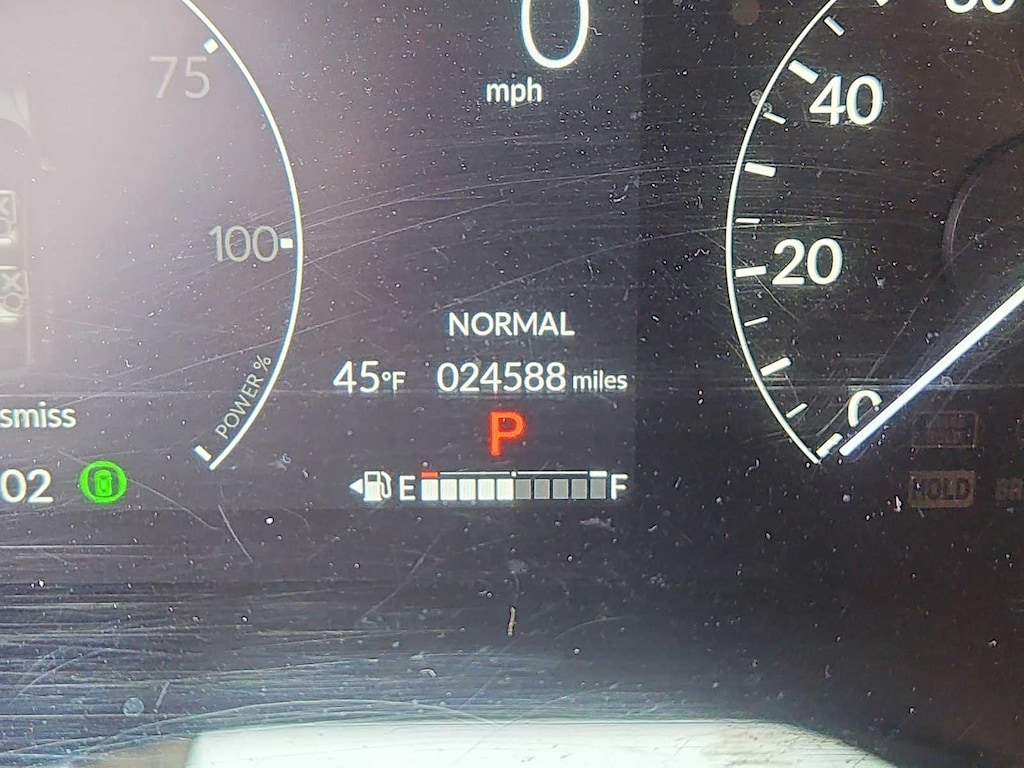 0
mph
75
40
100
20
NORMAL
45°F 024588 miles
POWER %
smiss
P
0
02
E F
HOLD